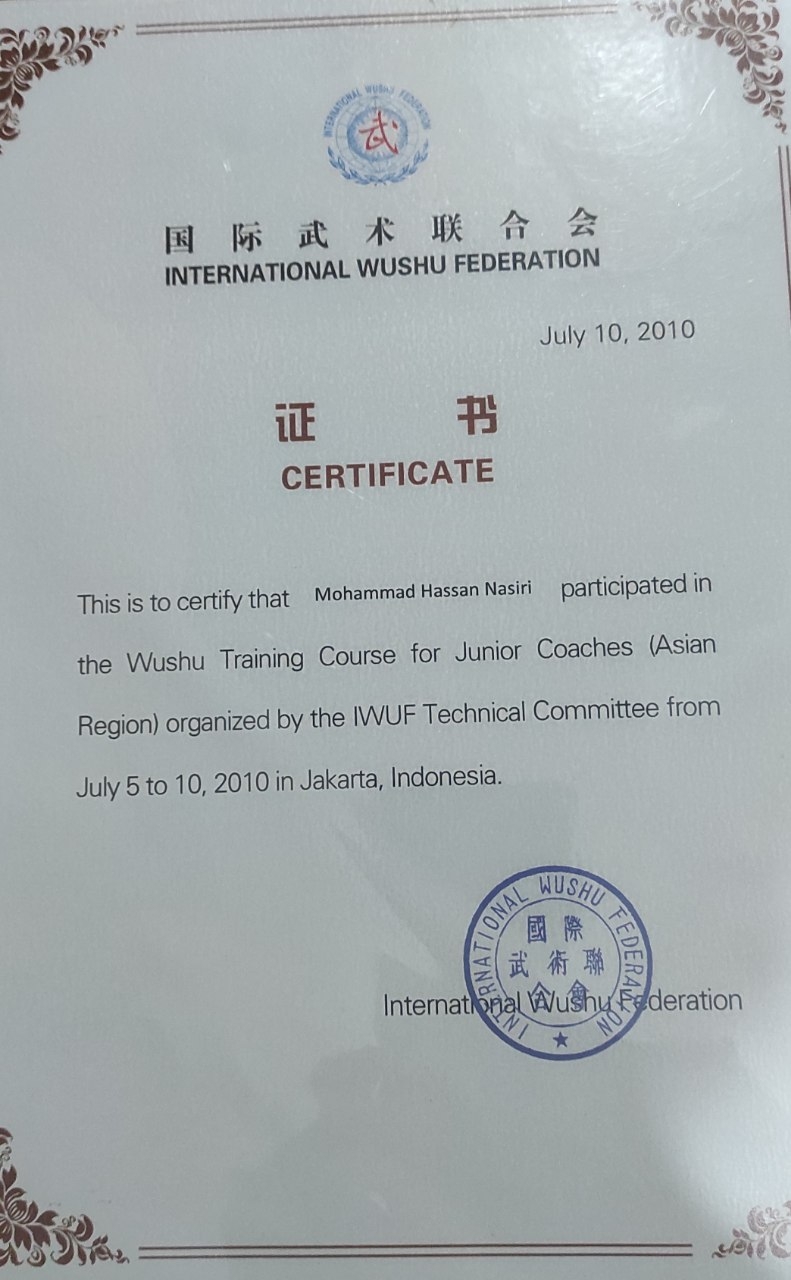 INTERNATIONAL WUSHU FEDERATION
武
国际武术联合会
INTERNATIONAL WUSHU FEDERATION
July 10, 2010
证书
CERTIFICATE
This is to certify that Mohammad Hassan Nasiri participated in
the Wushu Training Course for Junior Coaches (Asian
Region) organized by the IWUF Technical Committee from
July 5 to 10, 2010 in Jakarta, Indonesia.
INTERNATIONAL WUSHU FEDERATION
國際
武術聯
合會
International Wushu Federation